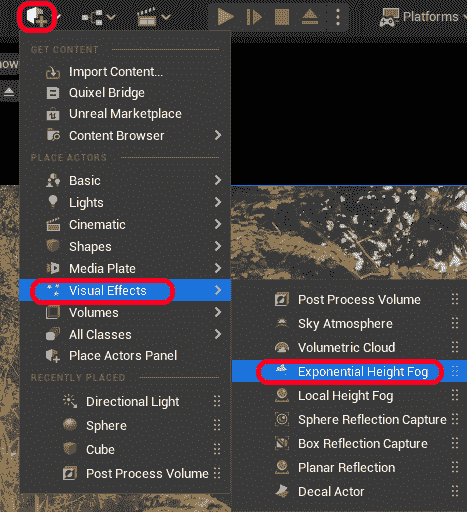 Platforms
how
GET CONTENT
Import Content...
Quixel Bridge
Unreal Marketplace
Content Browser
PLACE ACTORS
Basic
Lights
Cinematic
Shapes
Media Plate
Visual Effects
Volumes
All Classes
Place Actors Panel
RECENTLY PLACED
Directional Light
Sphere
Cube
Post Process Volume
Post Process Volume
Sky Atmosphere
Volumetric Cloud
Exponential Height Fog
Local Height Fog
Sphere Reflection Capture
Box Reflection Capture
Planar Reflection
Decal Actor